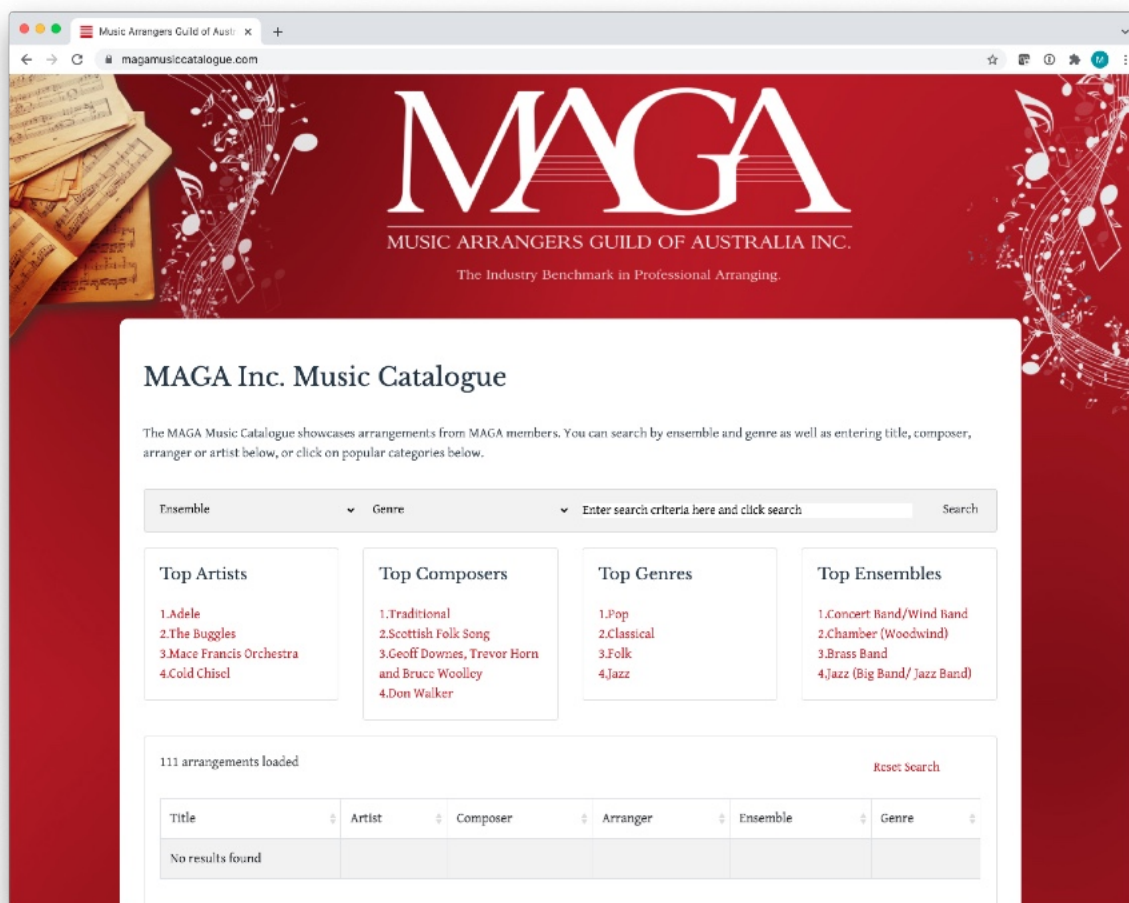 Music Arrangers Guild of Austr
magamusiccatalogue.com
M
MAGA
MUSIC ARRANGERS GUILD OF AUSTRALIA INC.
The Industry Benchmark in Professional Arranging.
MAGA Inc. Music Catalogue
The MAGA Music Catalogue showcases arrangements from MAGA members. You can search by ensemble and genre as well as entering title, composer,
arranger or artist below, or click on popular categories below.
Ensemble Genre Enter search criteria here and click search Search
Top Artists
1.Adele
2.The Buggles
3.Mace Francis Orchestra
4.Cold Chisel
Top Composers
1.Traditional
2.Scottish Folk Song
3.Geoff Downes, Trevor Horn
and Bruce Woolley
4.Don Walker
Top Genres
1.Pop
2.Classical
3.Folk
4.Jazz
Top Ensembles
1.Concert Band/Wind Band
2.Chamber (Woodwind)
3.Brass Band
4.Jazz (Big Band/ Jazz Band)
111 arrangements loaded
Reset Search
Title Artist Composer Arranger Ensemble Genre
No results found